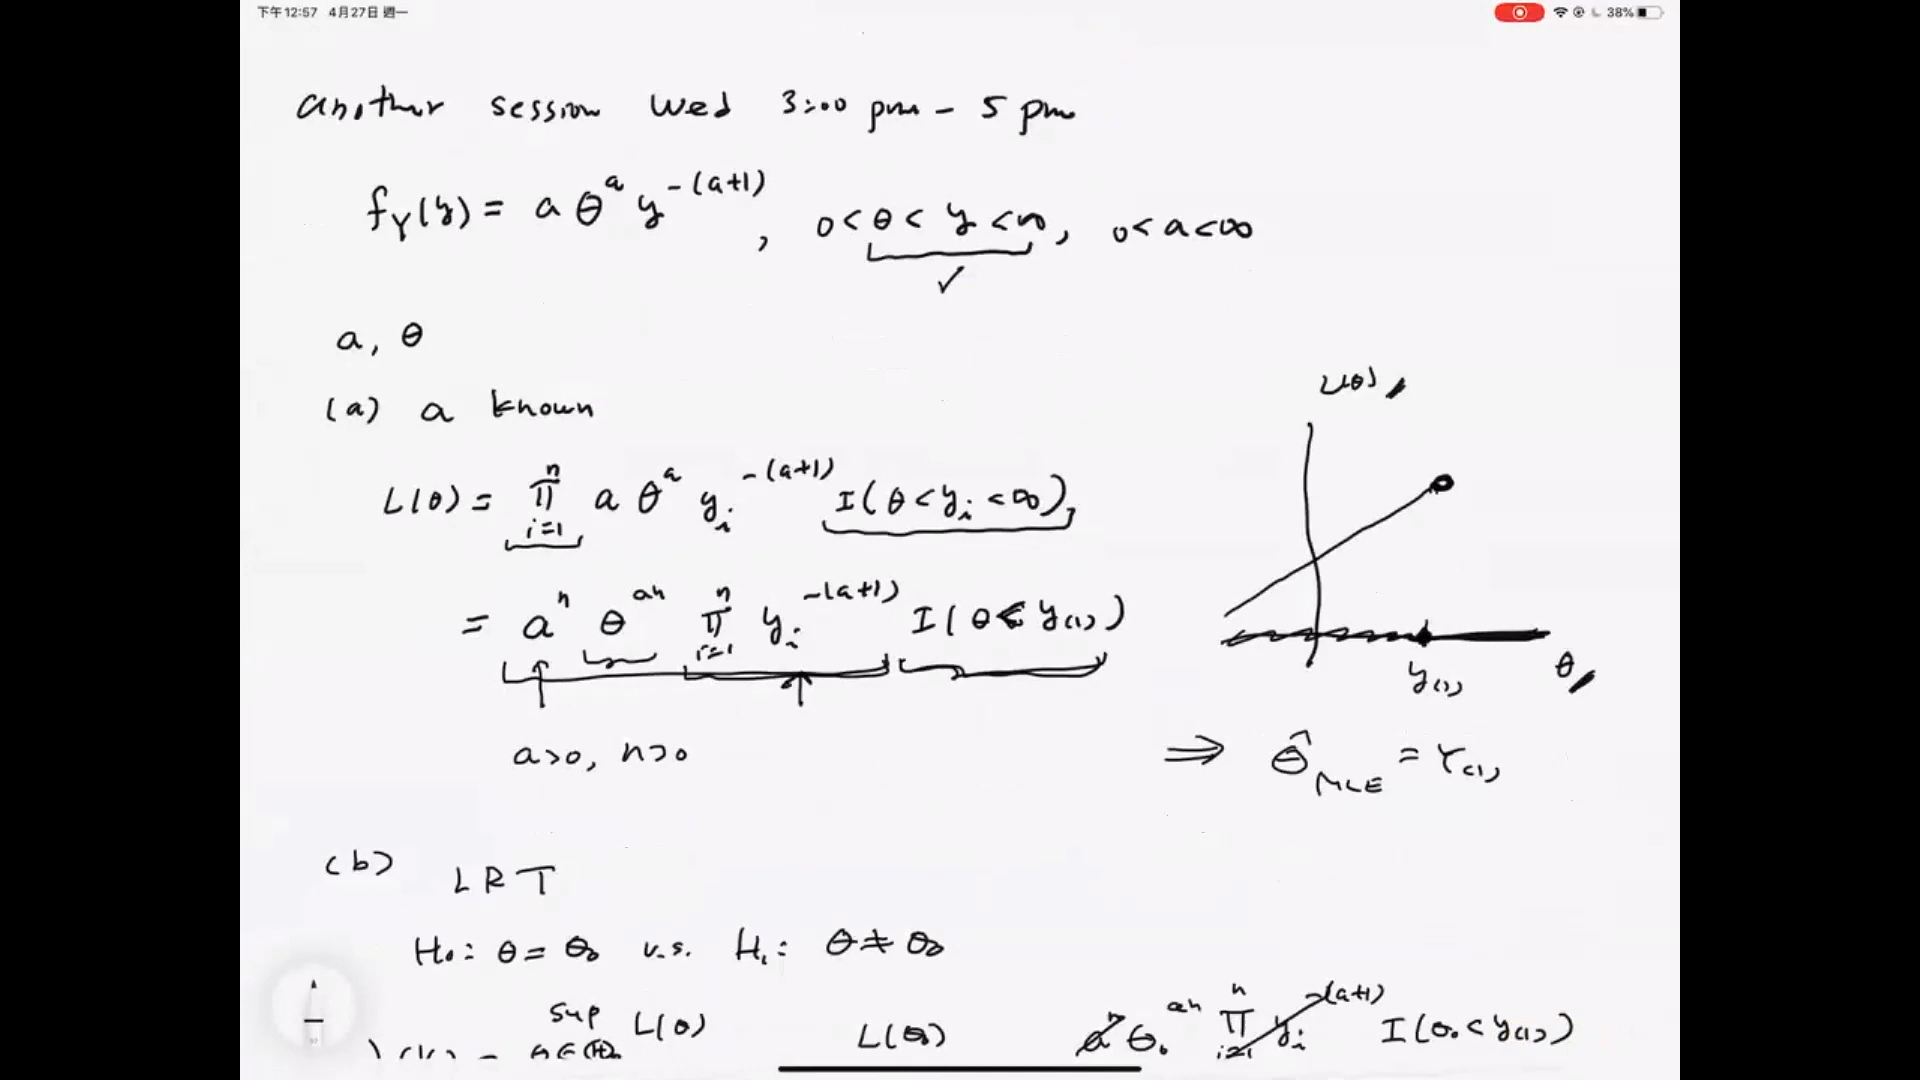 下午12:57 4月27日 週一 38%
another session Wed 3:00 pm - 5 pm
f_Y(y) = a θ^a y^{-(a+1)}, 0<θ<y<∞, 0<a<∞
✓
a, θ
(a) a known
L(θ) = ∏_{i=1}^n a θ^a y_i^{-(a+1)} I(θ<y_i<∞),
= a^n θ^{an} ∏_{i=1}^n y_i^{-(a+1)} I(θ≤y_{(1)})
a>0, n>0
L(θ)
y_{(1)} θ
⇒ θ̂_{MLE} = Y_{(1)}
(b) LRT
H_0: θ=θ_0 v.s. H_1: θ≠θ_0
sup L(θ) L(θ_0) a^n θ_0^{an} ∏_{i=1}^n y_i^{-(a+1)} I(θ_0<y_{(1)})